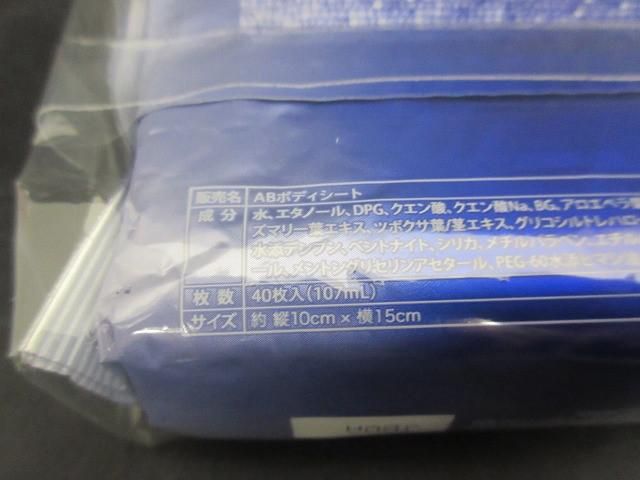 販売名 ABボディシート
成分 水、エタノール、DPG、クエン酸、クエン酸Na、BG、アロエベラ
ズマリー葉エキス、ツボクサ葉/茎エキス、グリコシルトレハロ
水添デンプン、ベントナイト、シリカ、メチルパラベン、エチル
ール、メントングリセリンアセタール、PEG-60水添ヒマシ
枚数 40枚入(107mL)
サイズ 約 縦10cm × 横15cm